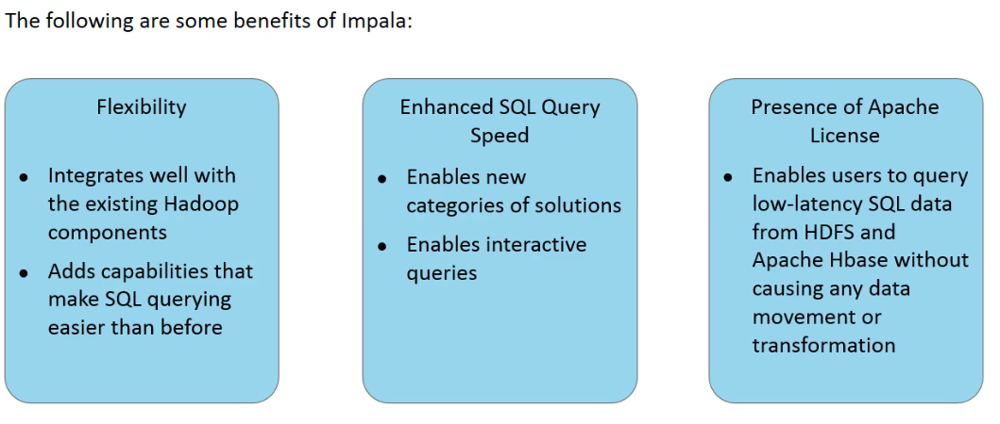 The following are some benefits of Impala:
Flexibility
• Integrates well with
the existing Hadoop
components
• Adds capabilities that
make SQL querying
easier than before
Enhanced SQL Query
Speed
• Enables new
categories of solutions
• Enables interactive
queries
Presence of Apache
License
• Enables users to query
low-latency SQL data
from HDFS and
Apache Hbase without
causing any data
movement or
transformation